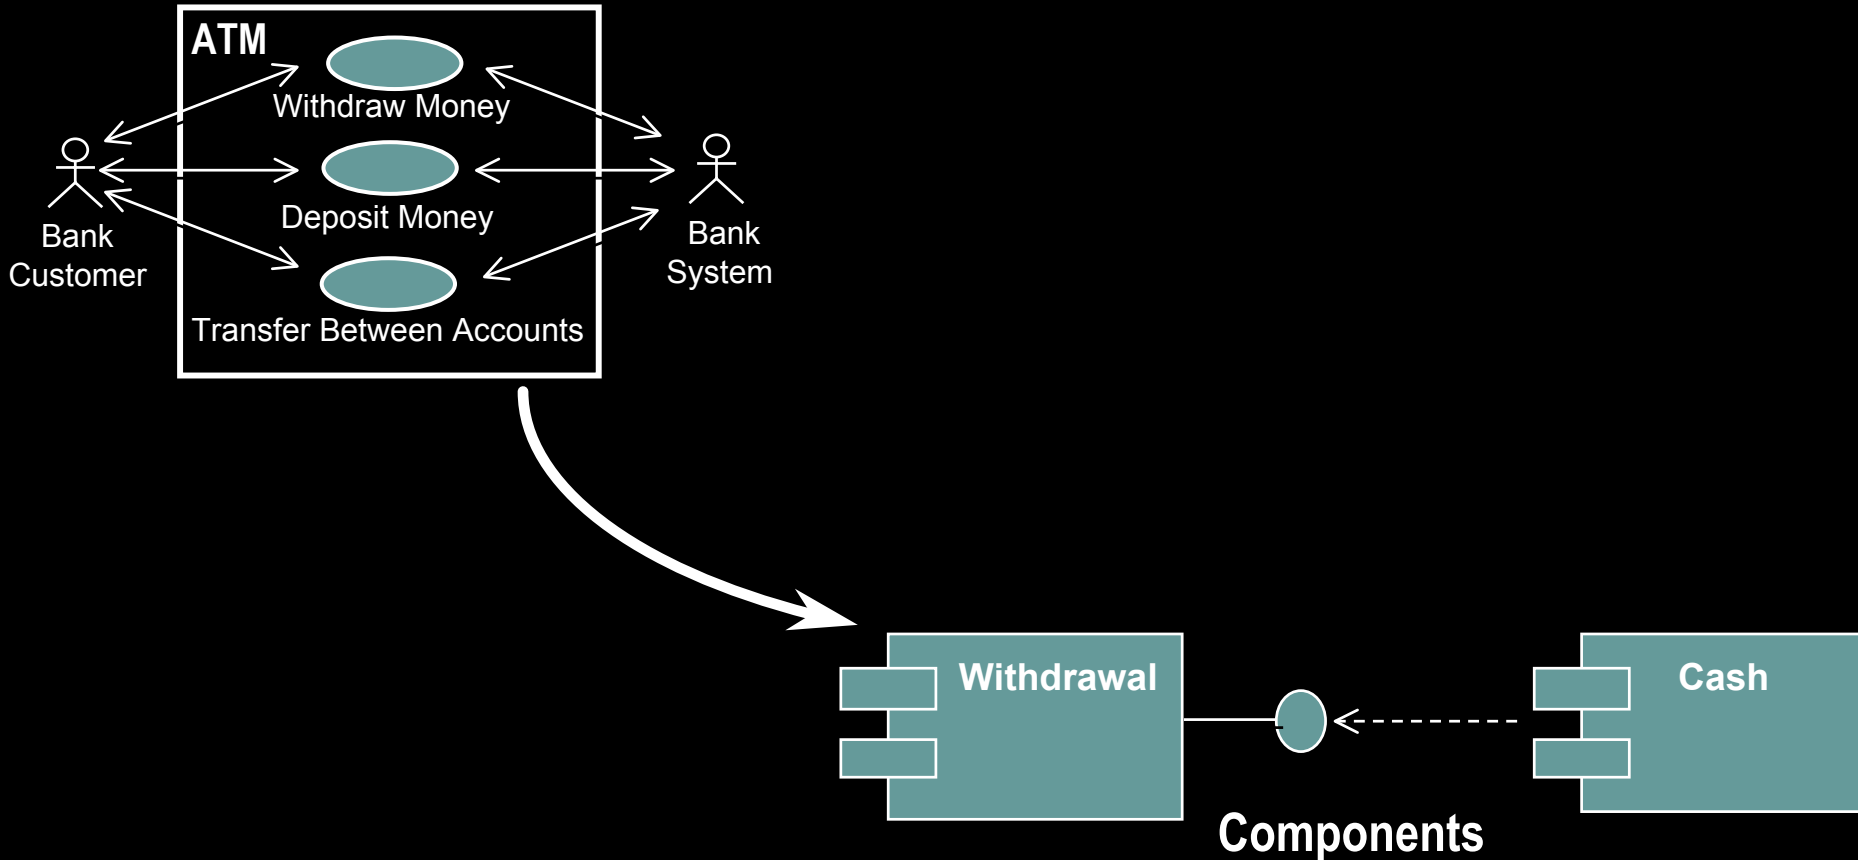 ATM
Withdraw Money
Deposit Money
Transfer Between Accounts
Bank
Customer
Bank
System
Withdrawal
Cash
Components